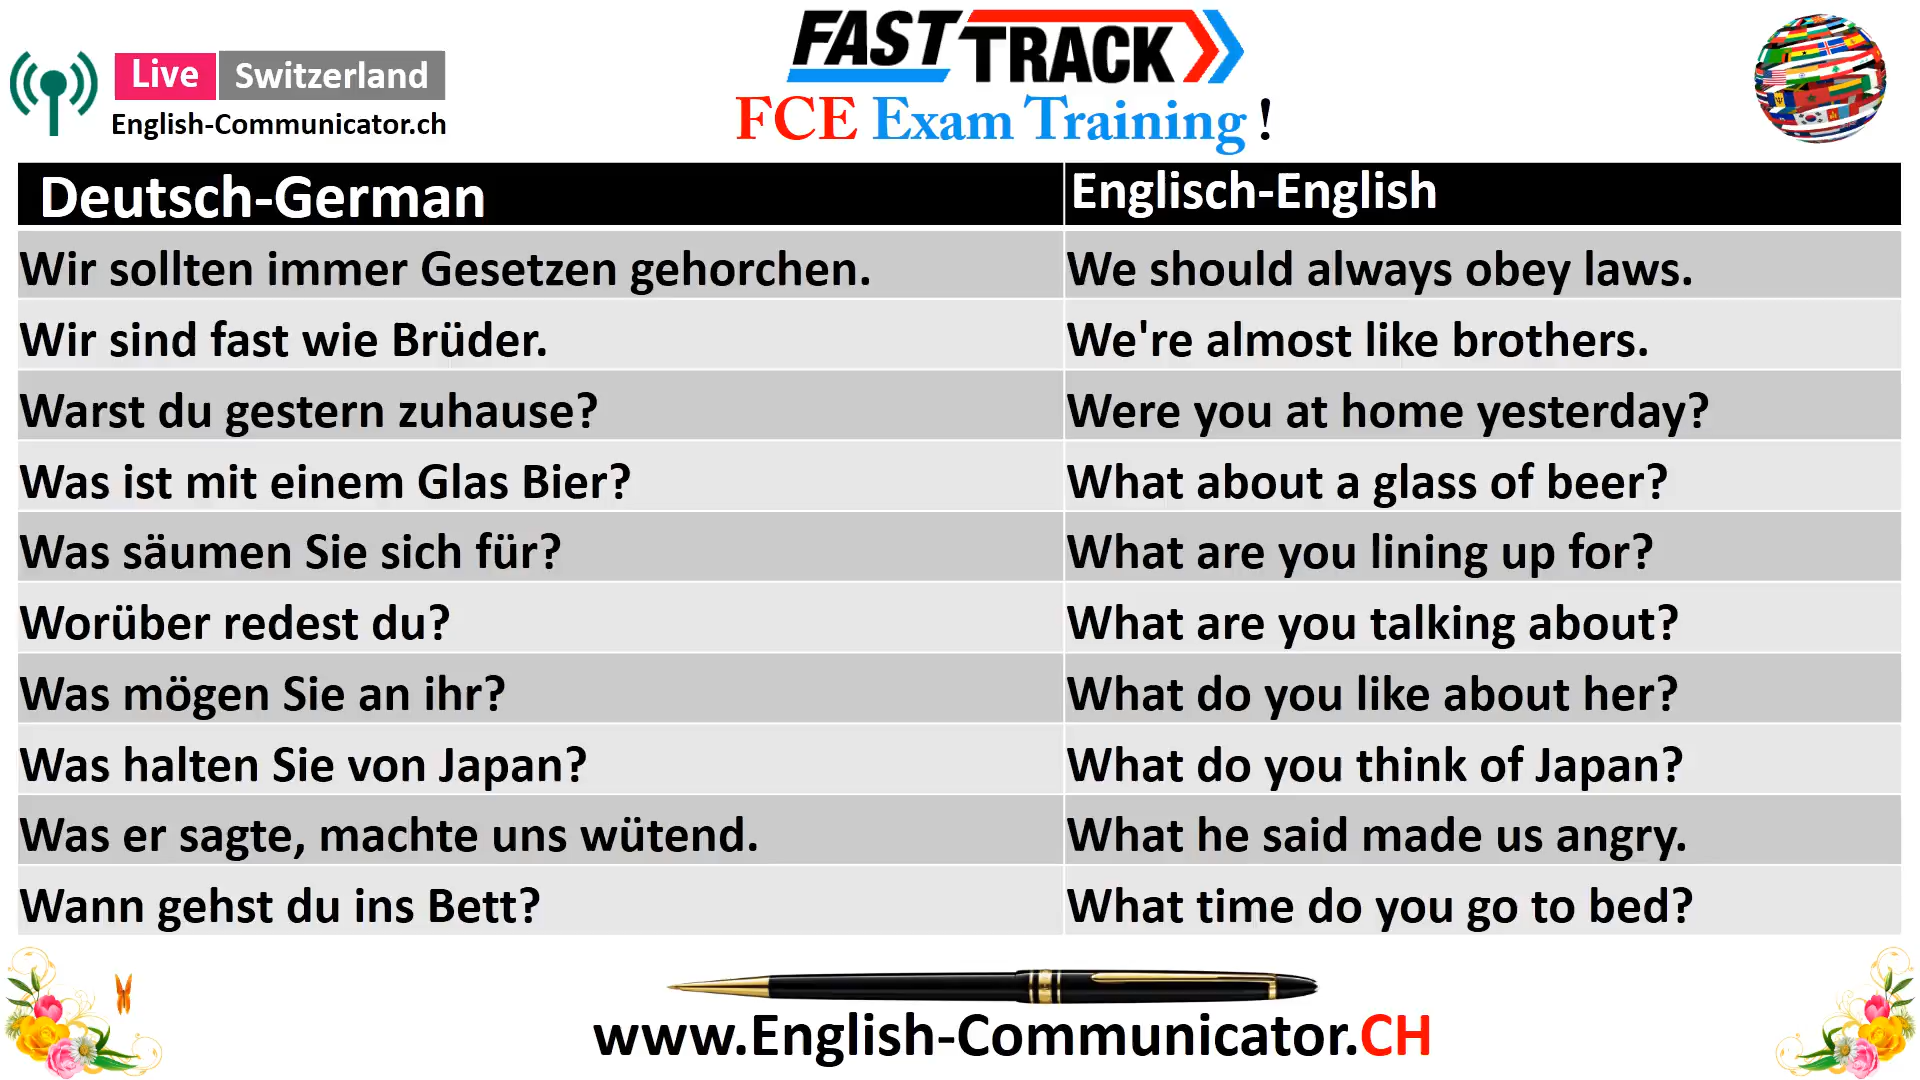 Live Switzerland
English-Communicator.ch
FAST TRACK
FCE Exam Training !
Deutsch-German Englisch-English
Wir sollten immer Gesetzen gehorchen. We should always obey laws.
Wir sind fast wie Brüder. We're almost like brothers.
Warst du gestern zuhause? Were you at home yesterday?
Was ist mit einem Glas Bier? What about a glass of beer?
Was säumen Sie sich für? What are you lining up for?
Worüber redest du? What are you talking about?
Was mögen Sie an ihr? What do you like about her?
Was halten Sie von Japan? What do you think of Japan?
Was er sagte, machte uns wütend. What he said made us angry.
Wann gehst du ins Bett? What time do you go to bed?
www.English-Communicator.CH